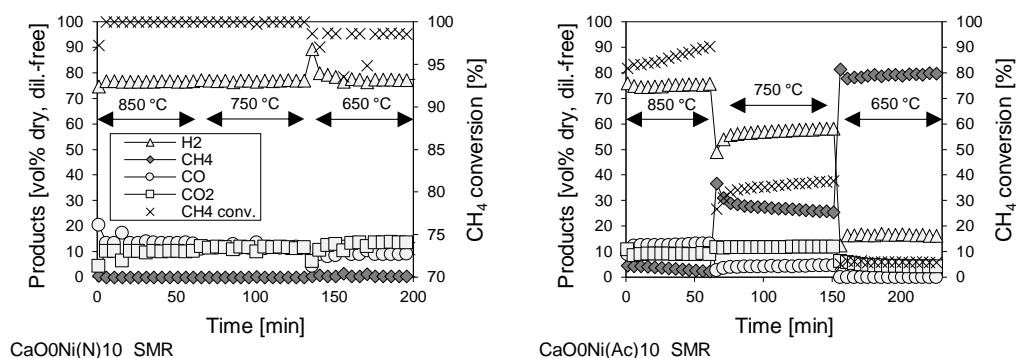 Products [vol% dry, dil.-free]
100
90
80
70
60
50
40
30
20
10
0
850 °C
750 °C
650 °C
H2
CH4
CO
CO2
CH4 conv.
100
95
90
85
80
75
70
CH₄ conversion [%]
0
50
100
150
200
Time [min]
CaO0Ni(N)10 SMR
Products [vol% dry, dil.-free]
100
90
80
70
60
50
40
30
20
10
0
850 °C
750 °C
650 °C
100
90
80
70
60
50
40
30
20
10
0
CH₄ conversion [%]
0
50
100
150
200
Time [min]
CaO0Ni(Ac)10 SMR